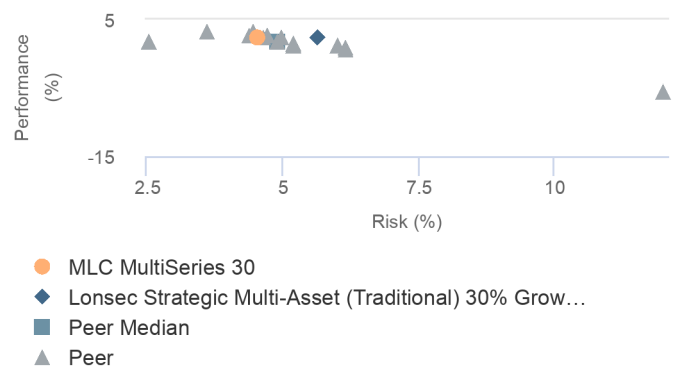 5
Performance
(%)
-15
2.5 5 7.5 10
Risk (%)
MLC MultiSeries 30
Lonsec Strategic Multi-Asset (Traditional) 30% Grow…
Peer Median
Peer